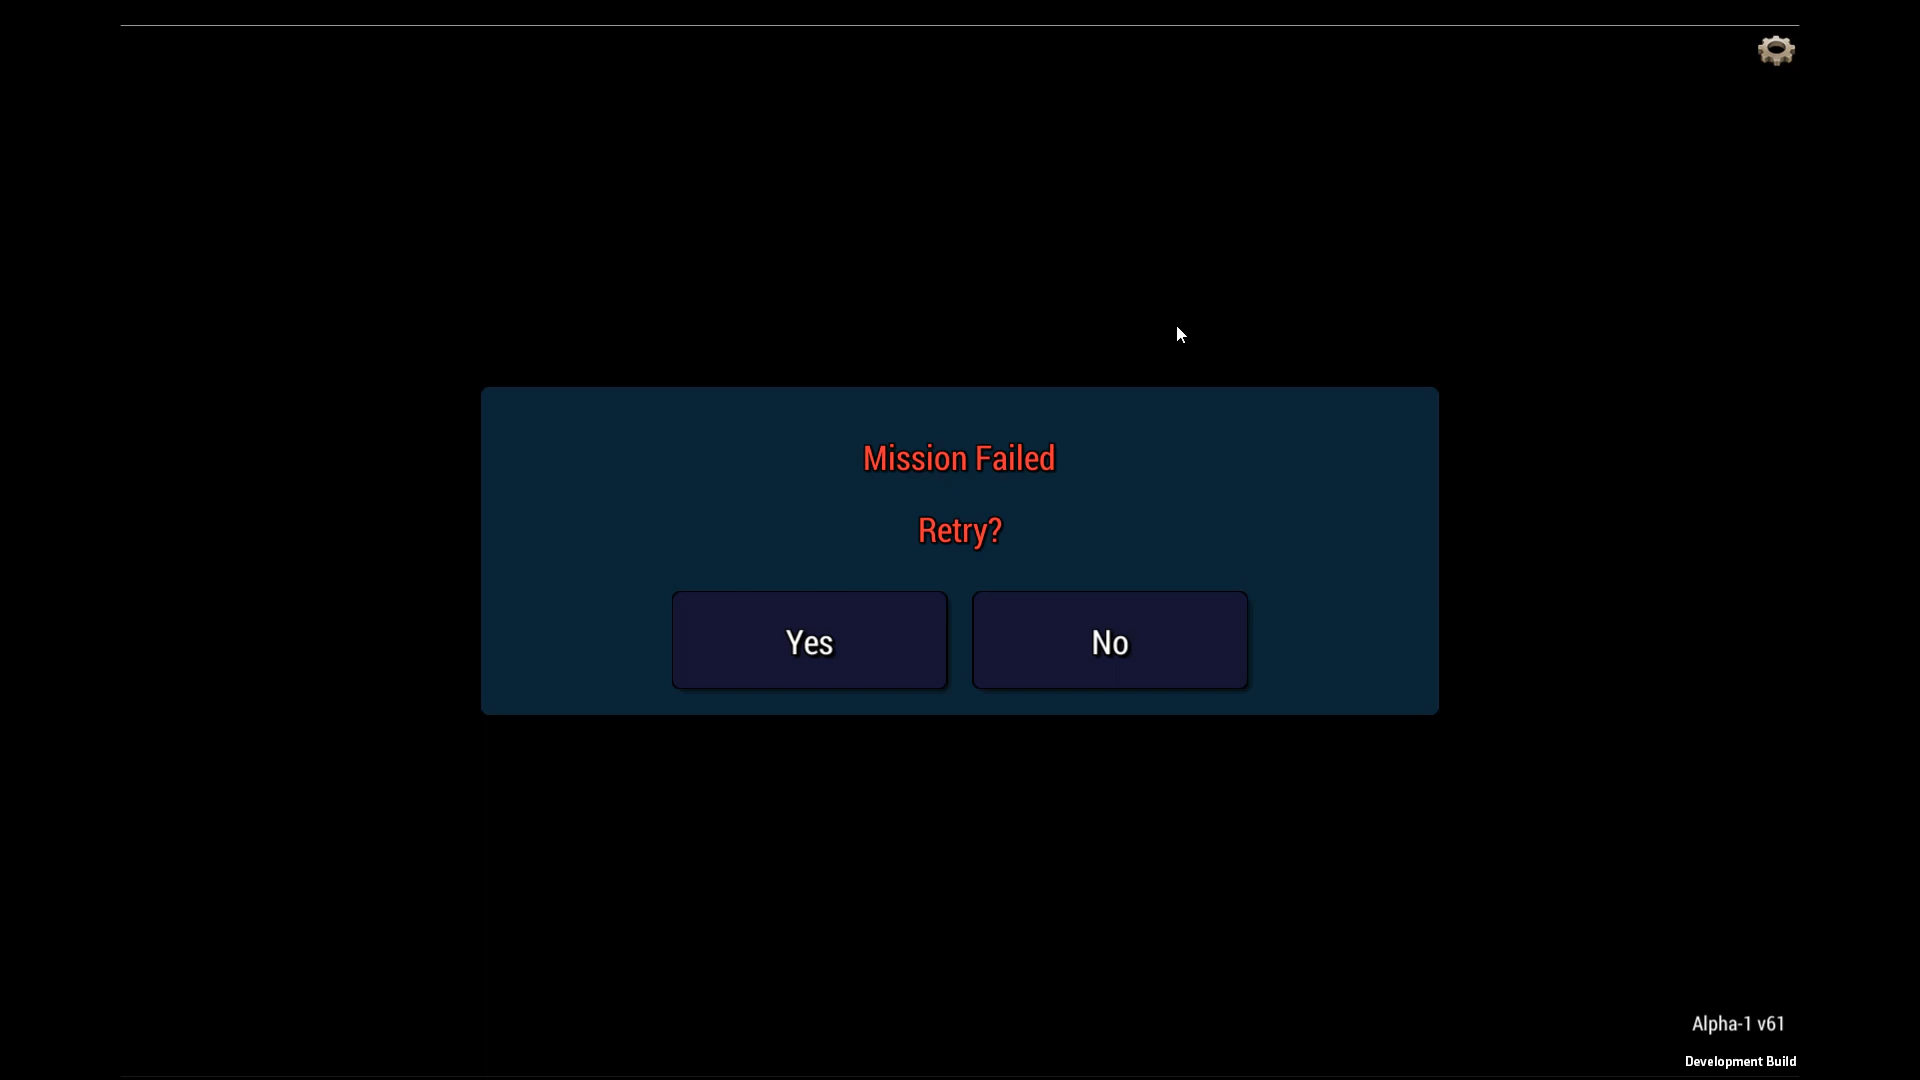 Mission Failed
Retry?
Yes
No
Alpha-1 v61
Development Build